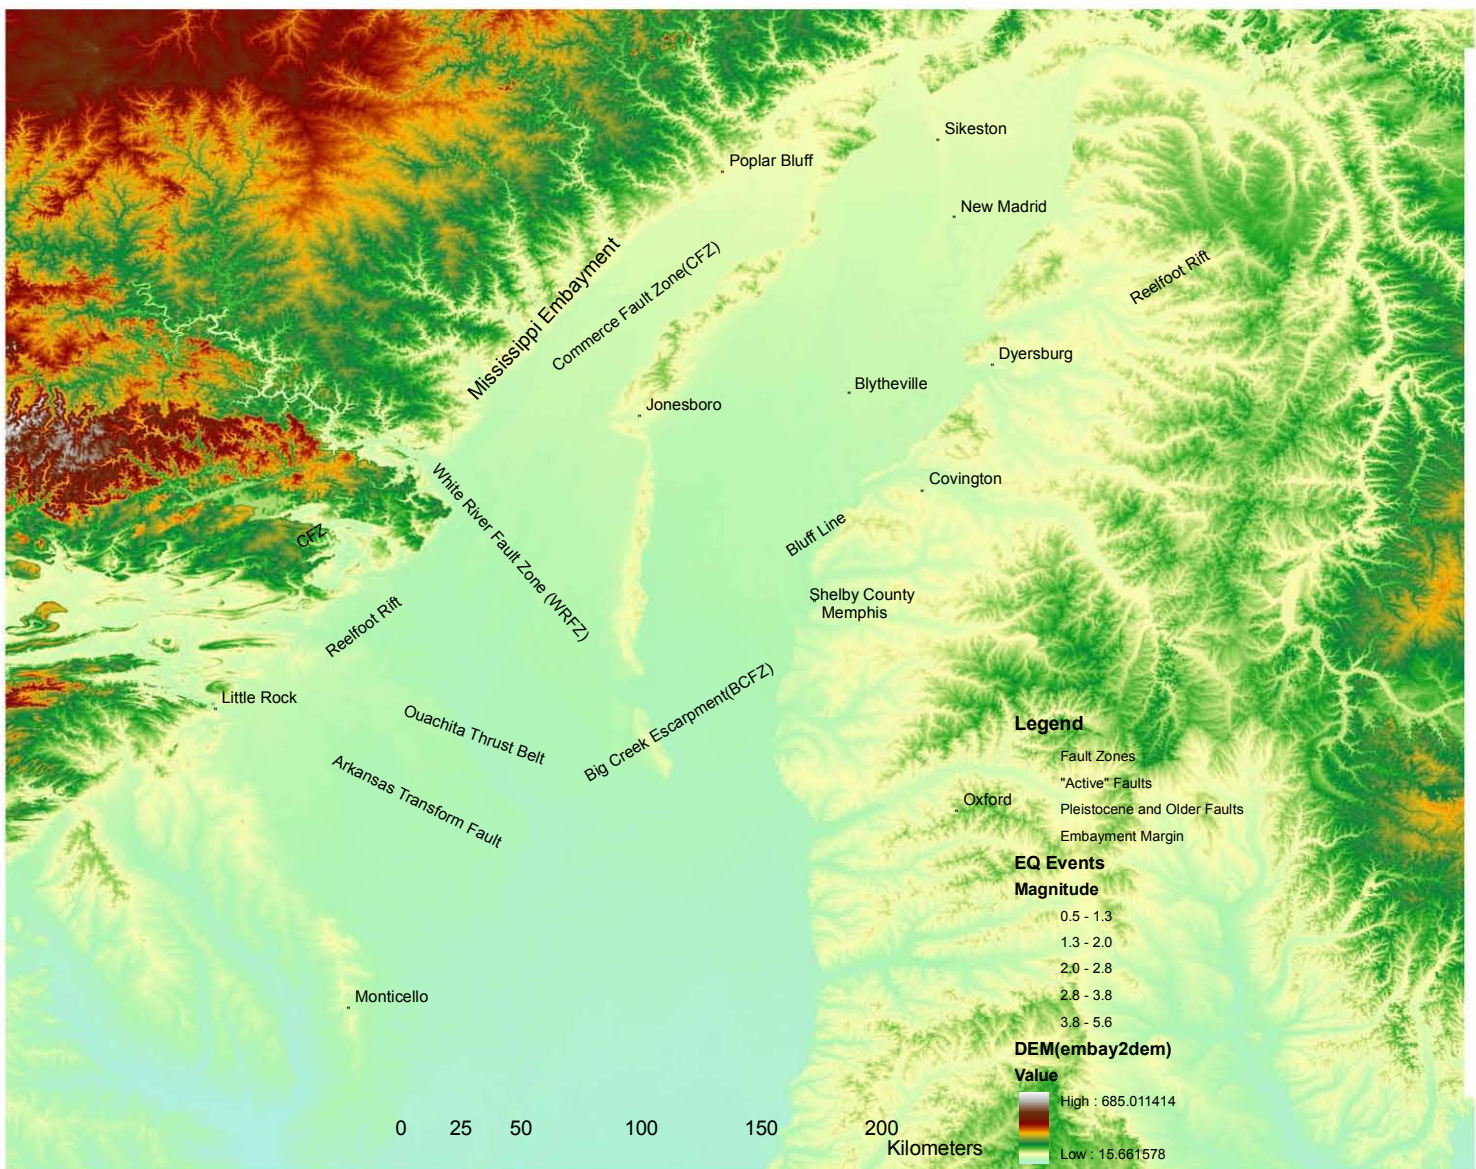 Sikeston
Poplar Bluff
New Madrid
Mississippi Embayment
Commerce Fault Zone(CFZ)
Reelfoot Rift
Dyersburg
Blytheville
Jonesboro
White River Fault Zone (WRFZ)
Covington
CFZ
Bluff Line
Shelby County
Memphis
Reelfoot Rift
Little Rock
Ouachita Thrust Belt
Big Creek Escarpment(BCFZ)
Arkansas Transform Fault
Oxford
Monticello
Legend
Fault Zones
"Active" Faults
Pleistocene and Older Faults
Embayment Margin
EQ Events
Magnitude
0.5 - 1.3
1.3 - 2.0
2.0 - 2.8
2.8 - 3.8
3.8 - 5.6
DEM(embay2dem)
Value
High : 685.011414
Low : 15.661578
0 25 50 100 150 200
Kilometers